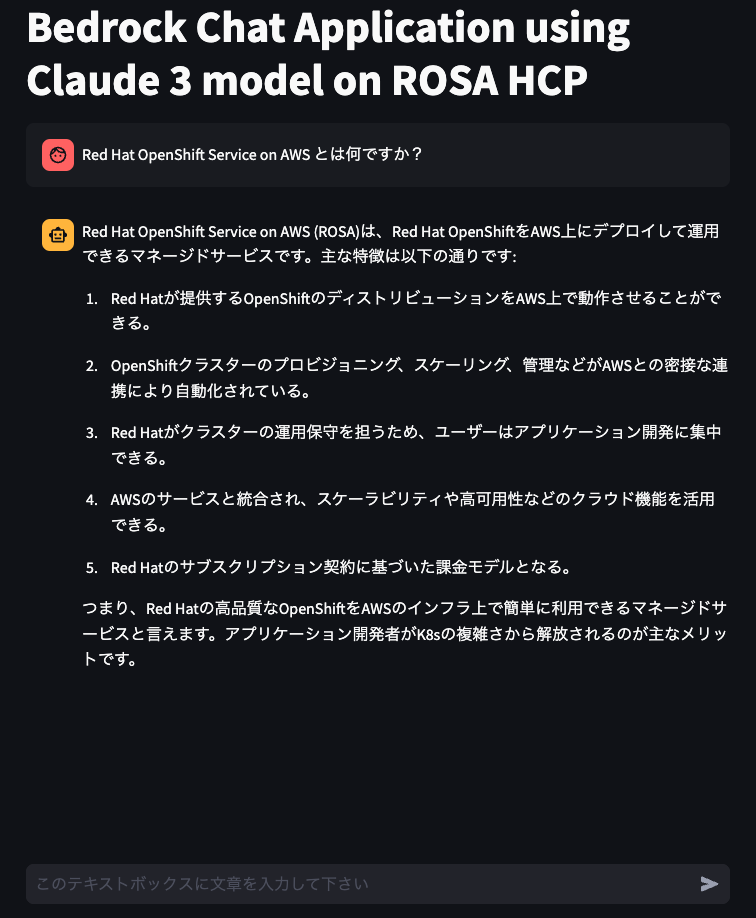 Bedrock Chat Application using
Claude 3 model on ROSA HCP
Red Hat OpenShift Service on AWS とは何ですか？
Red Hat OpenShift Service on AWS (ROSA)は、Red Hat OpenShiftをAWS上にデプロイして運用
できるマネージドサービスです。主な特徴は以下の通りです:
1. Red Hatが提供するOpenShiftのディストリビューションをAWS上で動作させることがで
きる。
2. OpenShiftクラスターのプロビジョニング、スケーリング、管理などがAWSとの密接な連
携により自動化されている。
3. Red Hatがクラスターの運用保守を担うため、ユーザーはアプリケーション開発に集中
できる。
4. AWSのサービスと統合され、スケーラビリティや高可用性などのクラウド機能を活用
できる。
5. Red Hatのサブスクリプション契約に基づいた課金モデルとなる。
つまり、Red Hatの高品質なOpenShiftをAWSのインフラ上で簡単に利用できるマネージドサ
ービスと言えます。アプリケーション開発者がK8sの複雑さから解放されるのが主なメリッ
トです。
このテキストボックスに文章を入力して下さい